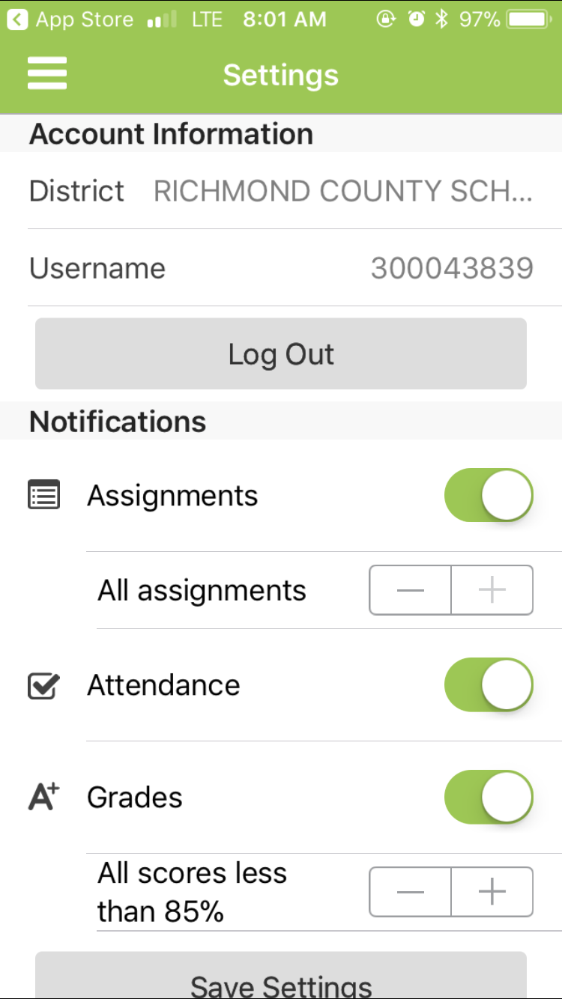 App Store LTE 8:01 AM 97%
Settings
Account Information
District RICHMOND COUNTY SCH...
Username 300043839
Log Out
Notifications
Assignments
All assignments
Attendance
A+ Grades
All scores less
than 85%
Save Settings